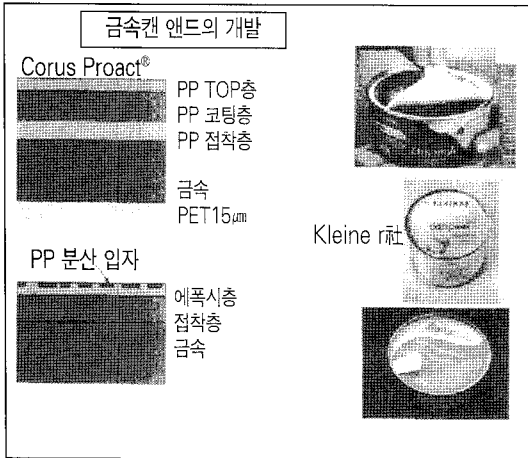 금속캔 앤드의 개발
Corus Proact®
PP TOP층
PP 코팅층
PP 접착층
금속
PET15㎛
PP 분산 입자
에폭시층
접착층
금속
Kleine r社